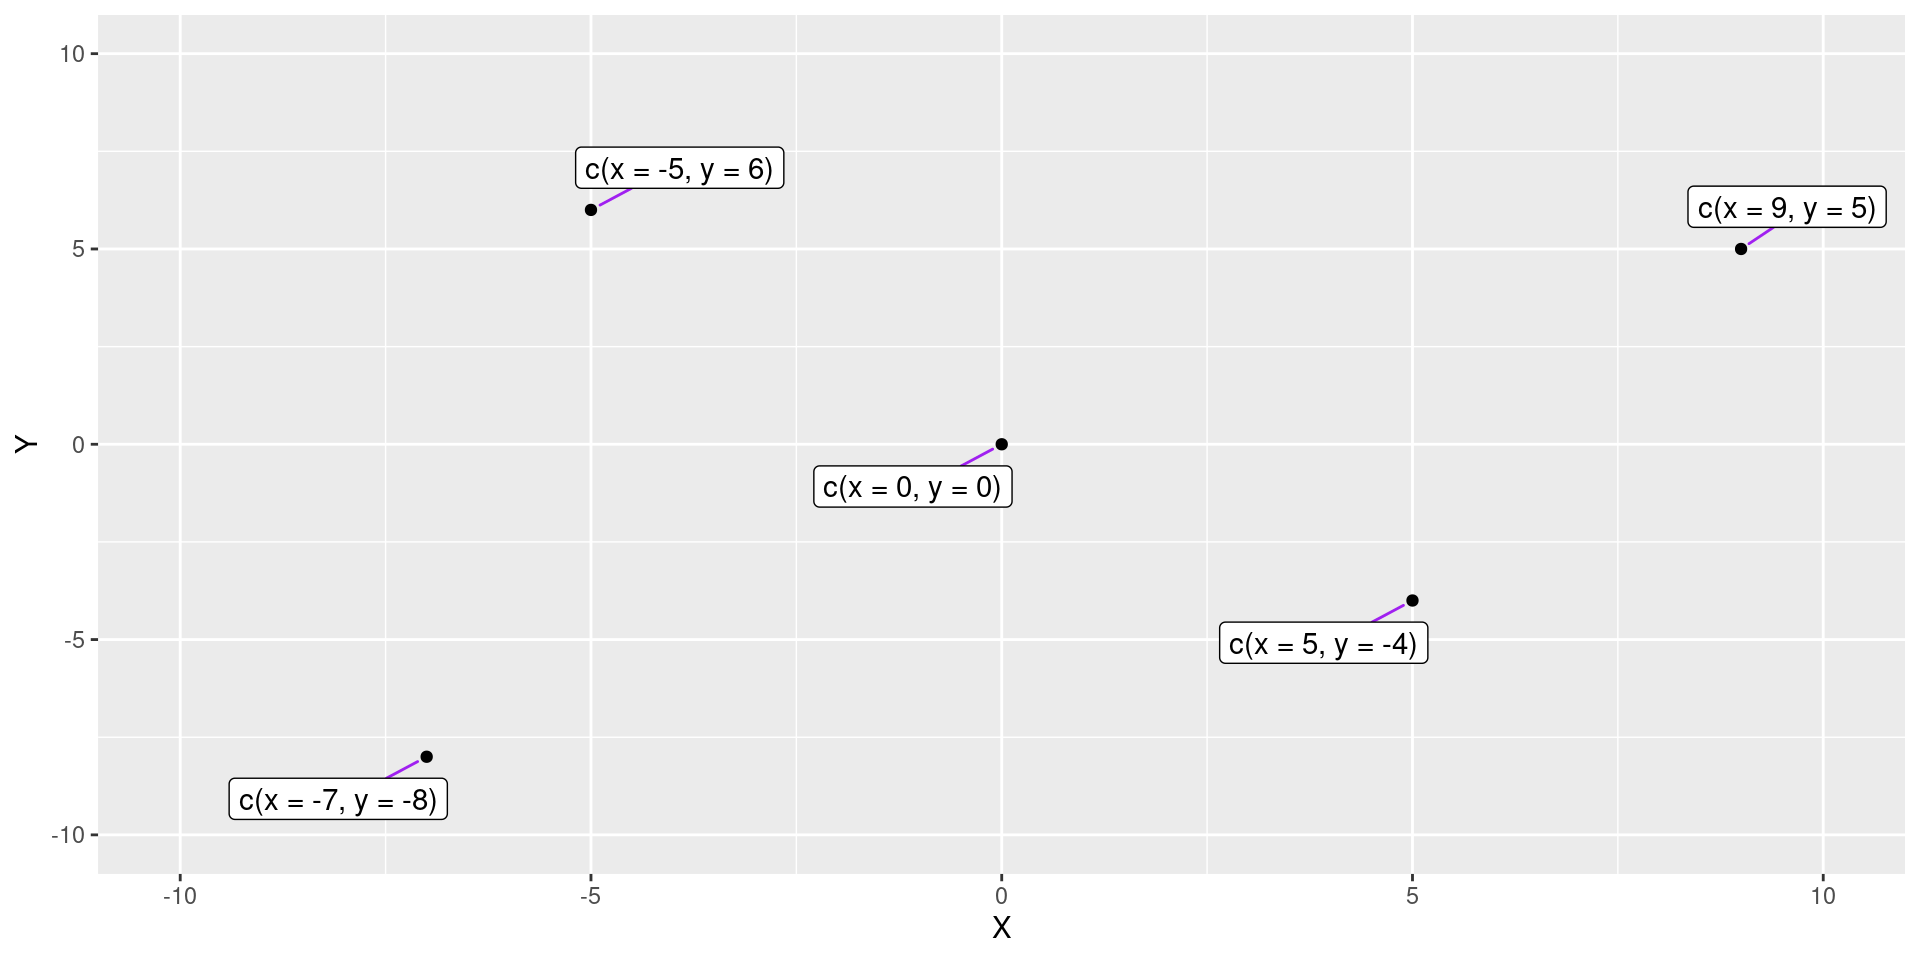 10
c(x = -5, y = 6)
c(x = 9, y = 5)
5
Y
0
c(x = 0, y = 0)
-5
c(x = 5, y = -4)
c(x = -7, y = -8)
-10
-10 -5 0 5 10
X